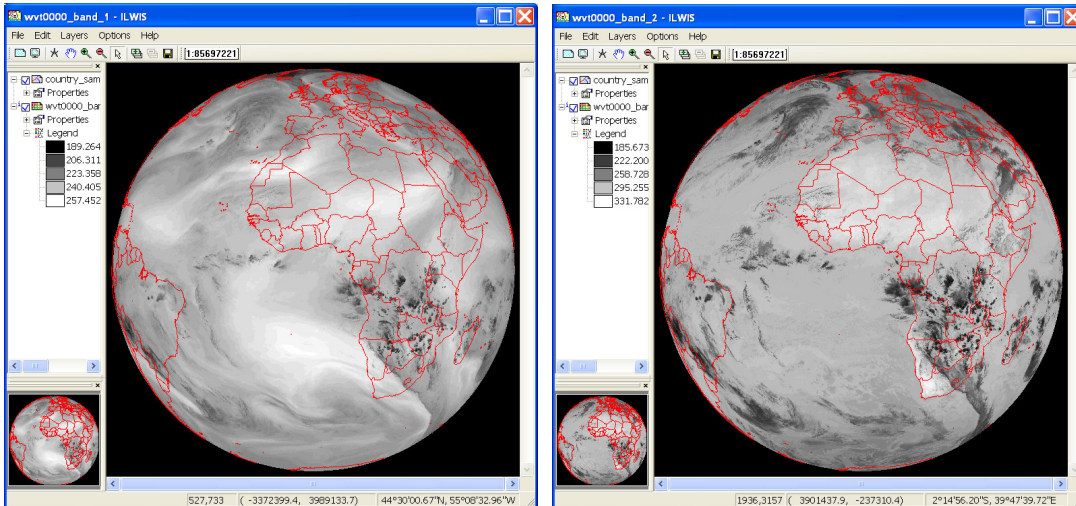 wvt0000_band_1 - ILWIS
File Edit Layers Options Help
1:85697221
country_sam
Properties
wvt0000_bar
Properties
Legend
189.264
206.311
223.358
240.405
257.452
527,733
( -3372399.4, 3989133.7)
44°30'00.67"N, 55°08'32.96"W
wvt0000_band_2 - ILWIS
File Edit Layers Options Help
1:85697221
country_sam
Properties
wvt0000_bar
Properties
Legend
185.673
222.200
258.728
295.255
331.782
1936,3157
( 3901437.9, -237310.4)
2°14'56.20"S, 39°47'39.72"E